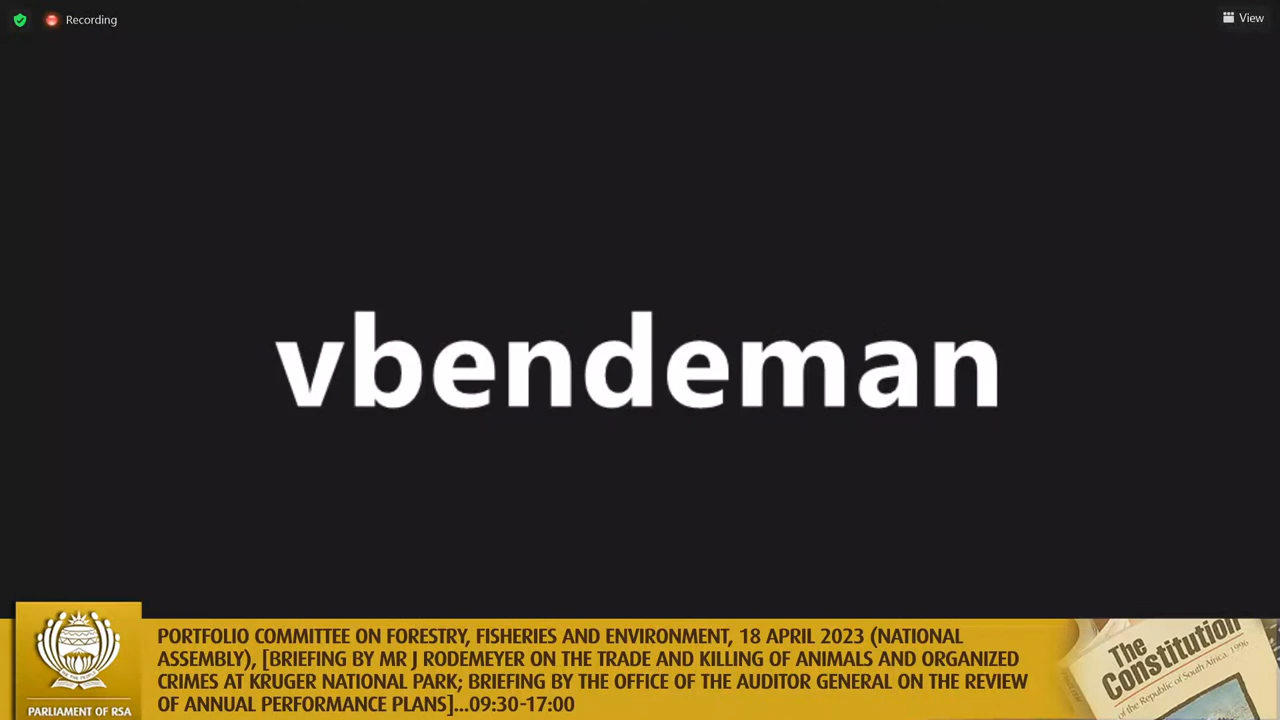 Recording
View
vbendeman
PORTFOLIO COMMITTEE ON FORESTRY, FISHERIES AND ENVIRONMENT, 18 APRIL 2023 (NATIONAL
ASSEMBLY), [BRIEFING BY MR J RODEMEYER ON THE TRADE AND KILLING OF ANIMALS AND ORGANIZED
CRIMES AT KRUGER NATIONAL PARK; BRIEFING BY THE OFFICE OF THE AUDITOR GENERAL ON THE REVIEW
OF ANNUAL PERFORMANCE PLANS]...09:30-17:00
PARLIAMENT OF RSA
The
Constitution
of the Republic of South Africa, 1996